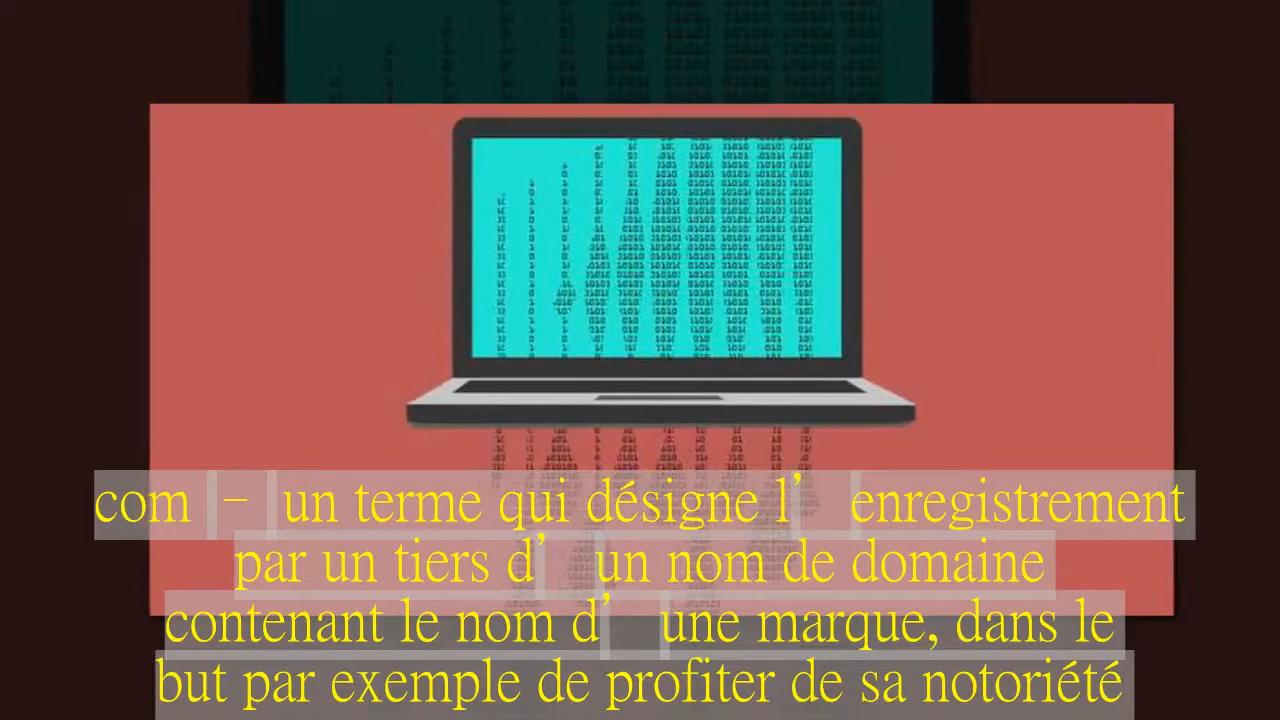 com – un terme qui désigne l’enregistrement
par un tiers d’un nom de domaine
contenant le nom d’une marque, dans le
but par exemple de profiter de sa notoriété